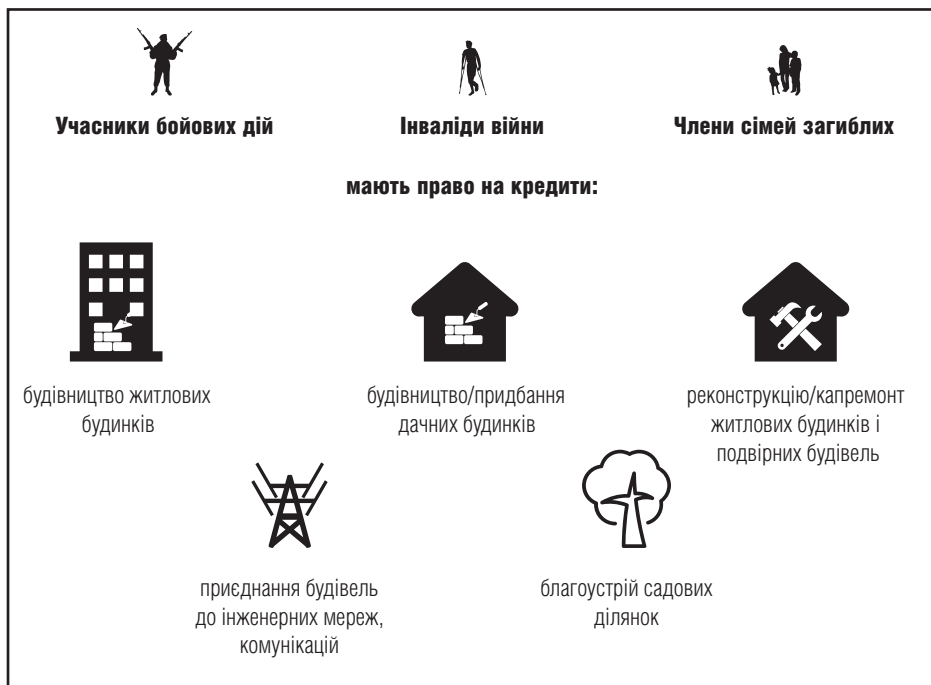 Учасники бойових дій
Інваліди війни
Члени сімей загиблих
мають право на кредити:
будівництво житлових
будинків
будівництво/придбання
дачних будинків
реконструкцію/капремонт
житлових будинків і
подвірних будівель
приєднання будівель
до інженерних мереж,
комунікацій
благоустрій садових
ділянок